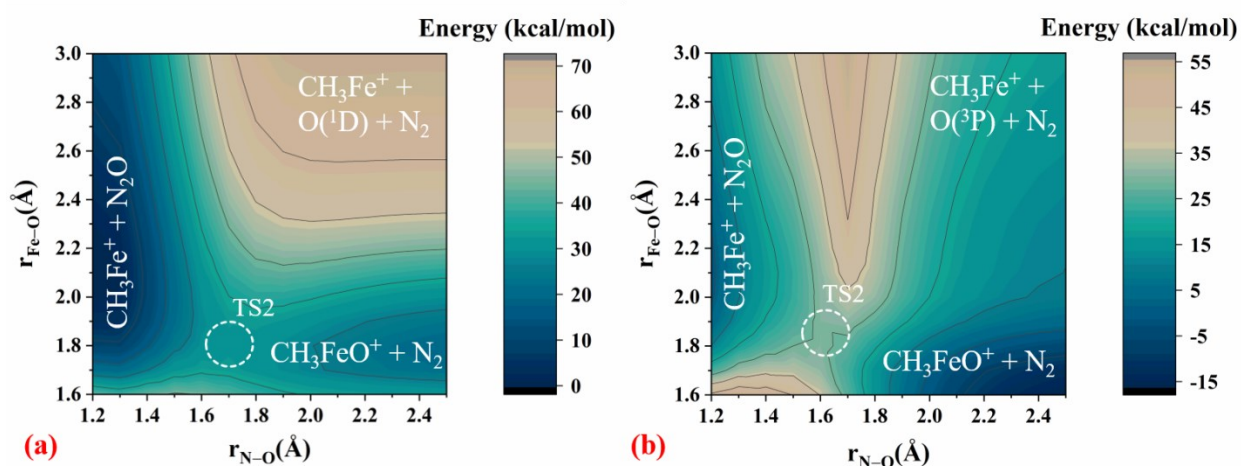 Energy (kcal/mol)
3.0
2.8
2.6
2.4
2.2
2.0
1.8
1.6
r_Fe–O(Å)
1.2
1.4
1.6
1.8
2.0
2.2
2.4
r_N–O(Å)
CH₃Fe⁺ + N₂O
CH₃Fe⁺ +
O(¹D) + N₂
TS2
CH₃FeO⁺ + N₂
70
60
50
40
30
20
10
0
(a)
Energy (kcal/mol)
3.0
2.8
2.6
2.4
2.2
2.0
1.8
1.6
r_Fe–O(Å)
1.2
1.4
1.6
1.8
2.0
2.2
2.4
r_N–O(Å)
CH₃Fe⁺ + N₂O
CH₃Fe⁺ +
O(³P) + N₂
TS2
CH₃FeO⁺ + N₂
55
45
35
25
15
5
-5
-15
(b)